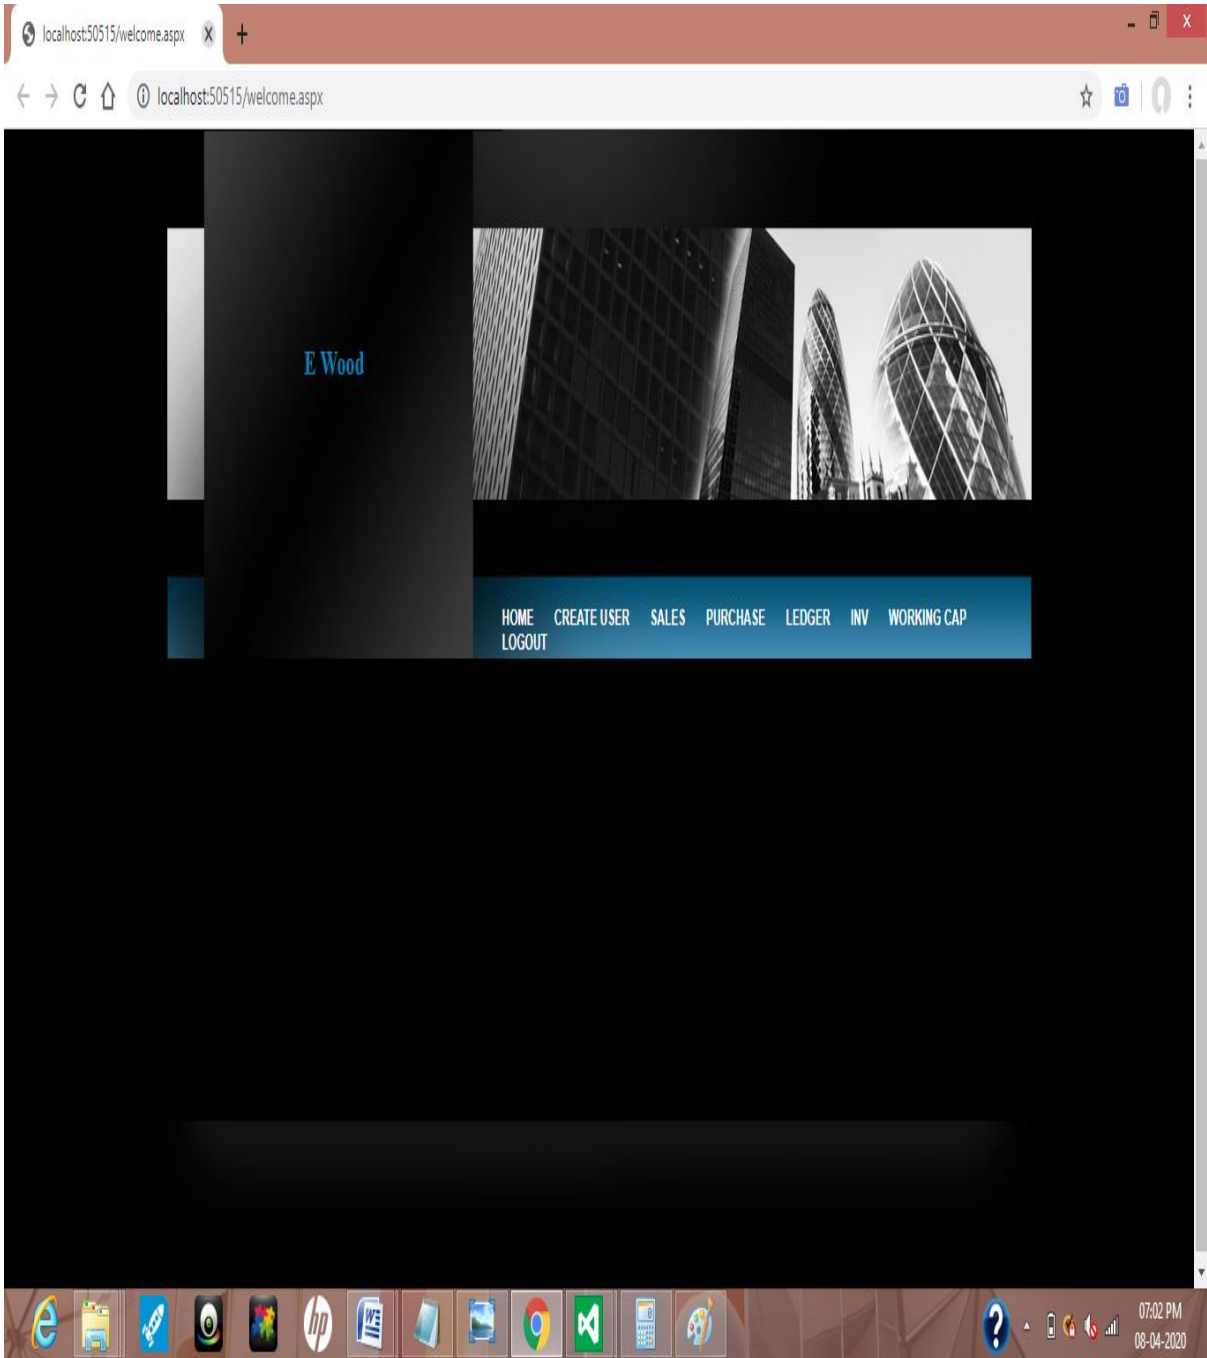 localhost:50515/welcome.aspx
localhost:50515/welcome.aspx
E Wood
HOME CREATE USER SALES PURCHASE LEDGER INV WORKING CAP
LOGOUT
hp
07:02 PM
08-04-2020